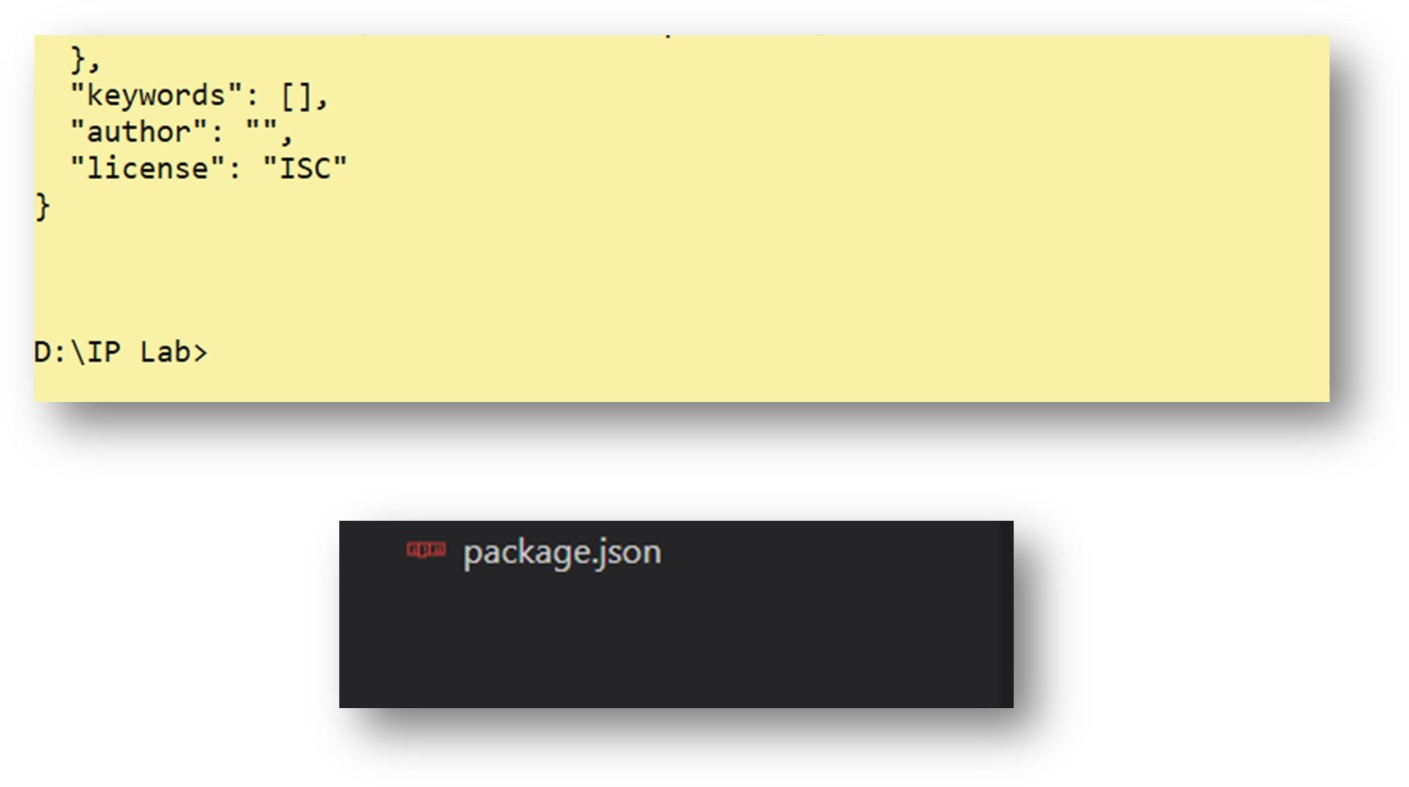 },
"keywords": [],
"author": "",
"license": "ISC"
}
D:\IP Lab>
npm package.json